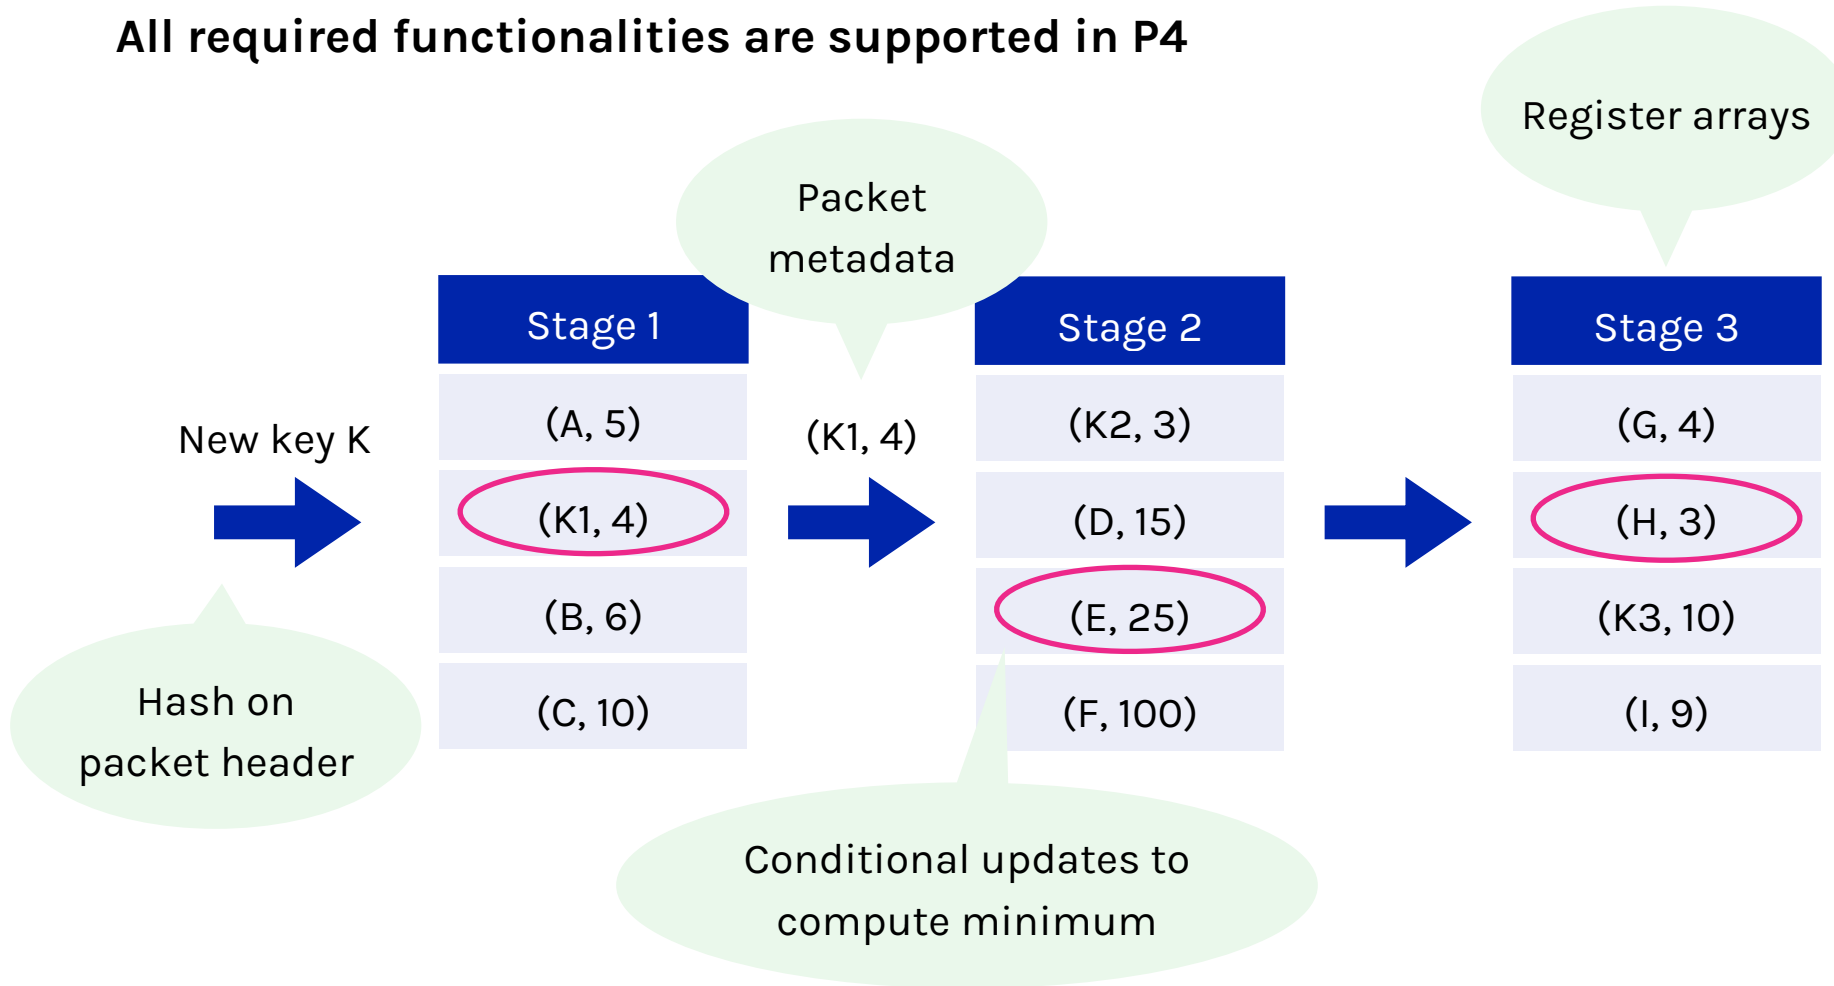 All required functionalities are supported in P4
Register arrays
Packet
metadata
Stage 1
Stage 2
Stage 3
New key K
(A, 5)
(K1, 4)
(K2, 3)
(G, 4)
(K1, 4)
(D, 15)
(H, 3)
(B, 6)
(E, 25)
(K3, 10)
(C, 10)
(F, 100)
(I, 9)
Hash on
packet header
Conditional updates to
compute minimum